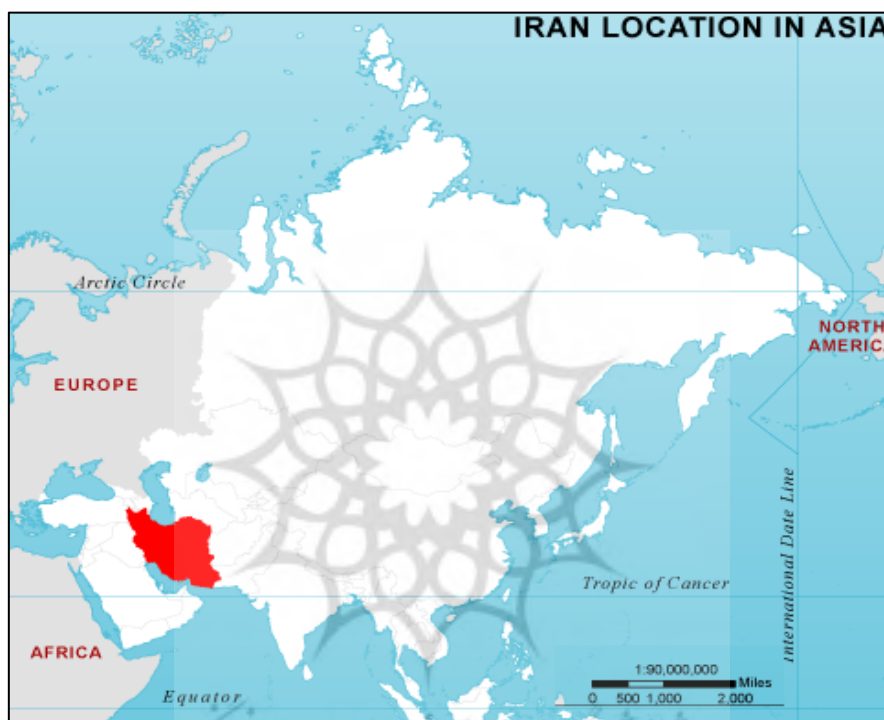 IRAN LOCATION IN ASIA
Arctic Circle
NORTH
AMERICA
EUROPE
International Date Line
Tropic of Cancer
AFRICA
1:90,000,000
Miles
0 500 1,000 2,000
Equator